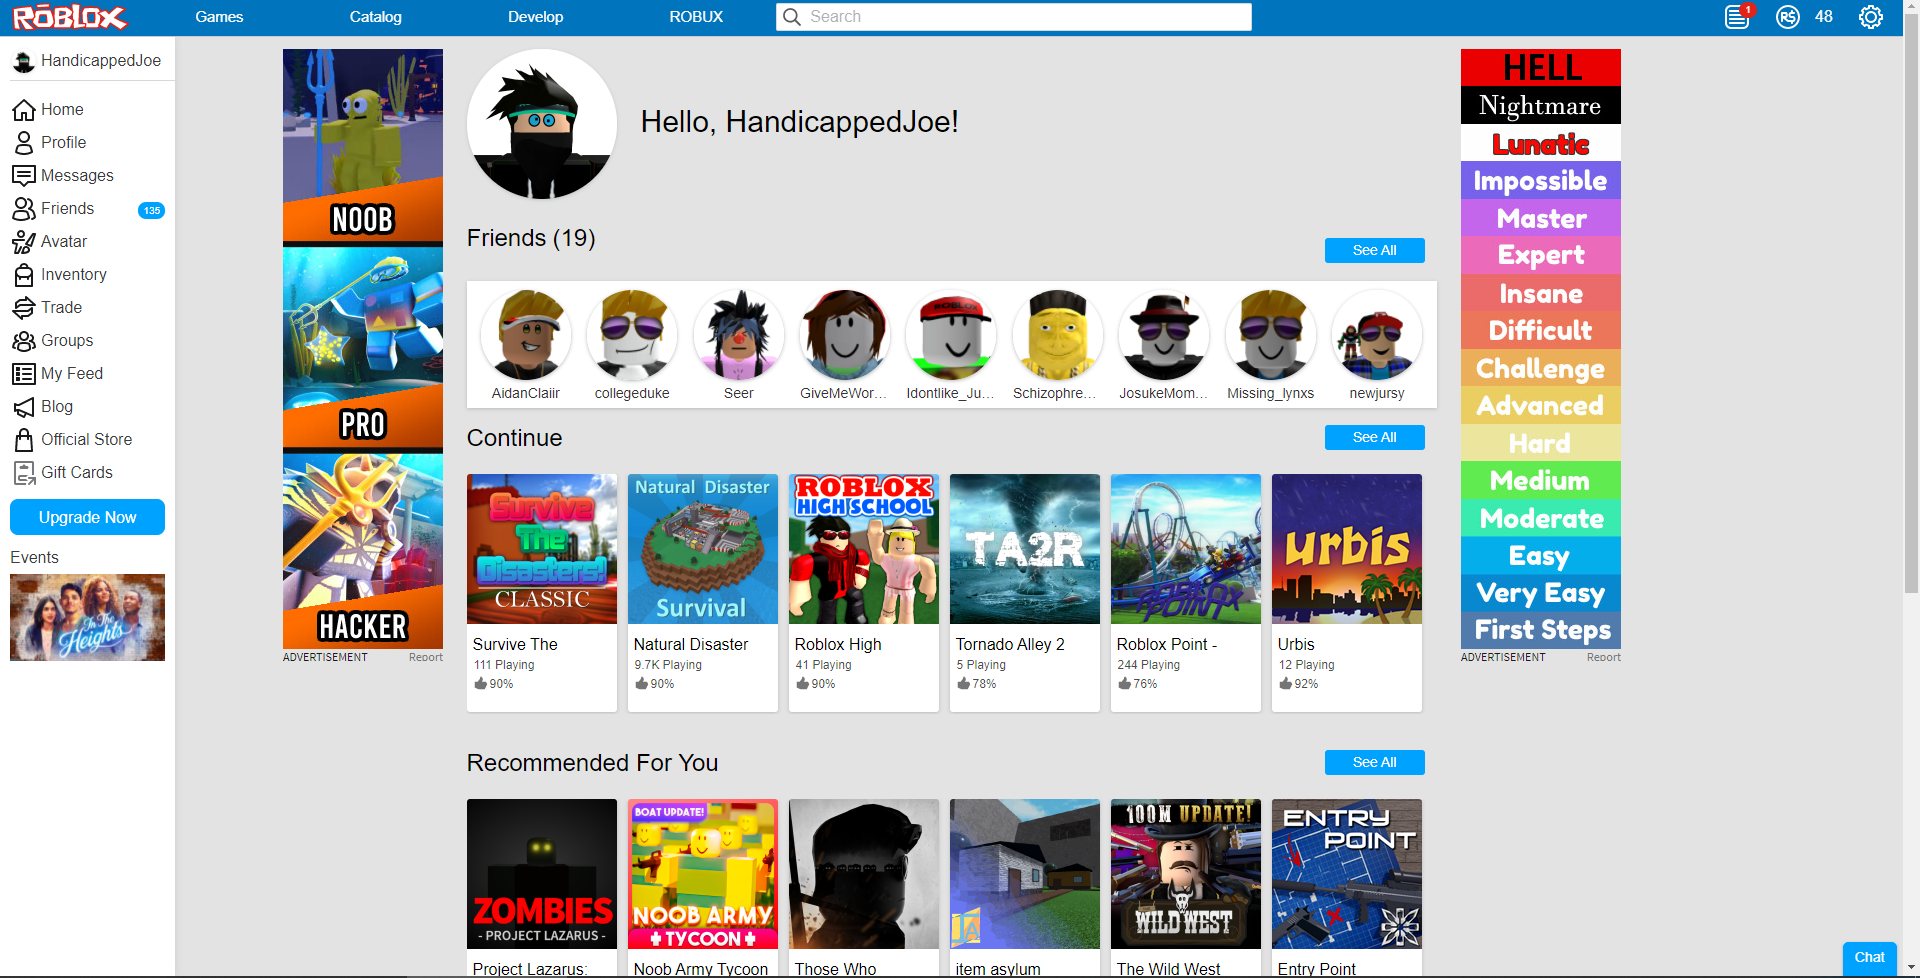 ROBLOX
Games
Catalog
Develop
ROBUX
Search
1
R$
48
HandicappedJoe
Home
Profile
Messages
Friends
135
Avatar
Inventory
Trade
Groups
My Feed
Blog
Official Store
Gift Cards
Upgrade Now
Events
In The
Heights
NOOB
PRO
HACKER
ADVERTISEMENT
Report
Hello, HandicappedJoe!
Friends (19)
See All
ROBLOX
AidanClaiir
collegeduke
Seer
GiveMeWor...
Idontlike_Ju...
Schizophre...
JosukeMom...
Missing_lynxs
newjursy
Continue
See All
Survive
The
Disasters!
CLASSIC
Survive The
111 Playing
90%
Natural Disaster
Survival
Natural Disaster
9.7K Playing
90%
ROBLOX
HIGH SCHOOL
Roblox High
41 Playing
90%
TA2R
Tornado Alley 2
5 Playing
78%
ROBLOX
POINT
Roblox Point -
244 Playing
76%
urbis
Urbis
12 Playing
92%
Recommended For You
See All
ZOMBIES
- PROJECT LAZARUS -
Project Lazarus:
BOAT UPDATE!
NOOB ARMY
TYCOON
Noob Army Tycoon
Those Who
IA
item asylum
100M UPDATE!
WILD WEST
The Wild West
ENTRY
POINT
Entry Point
HELL
Nightmare
Lunatic
Impossible
Master
Expert
Insane
Difficult
Challenge
Advanced
Hard
Medium
Moderate
Easy
Very Easy
First Steps
ADVERTISEMENT
Report
Chat